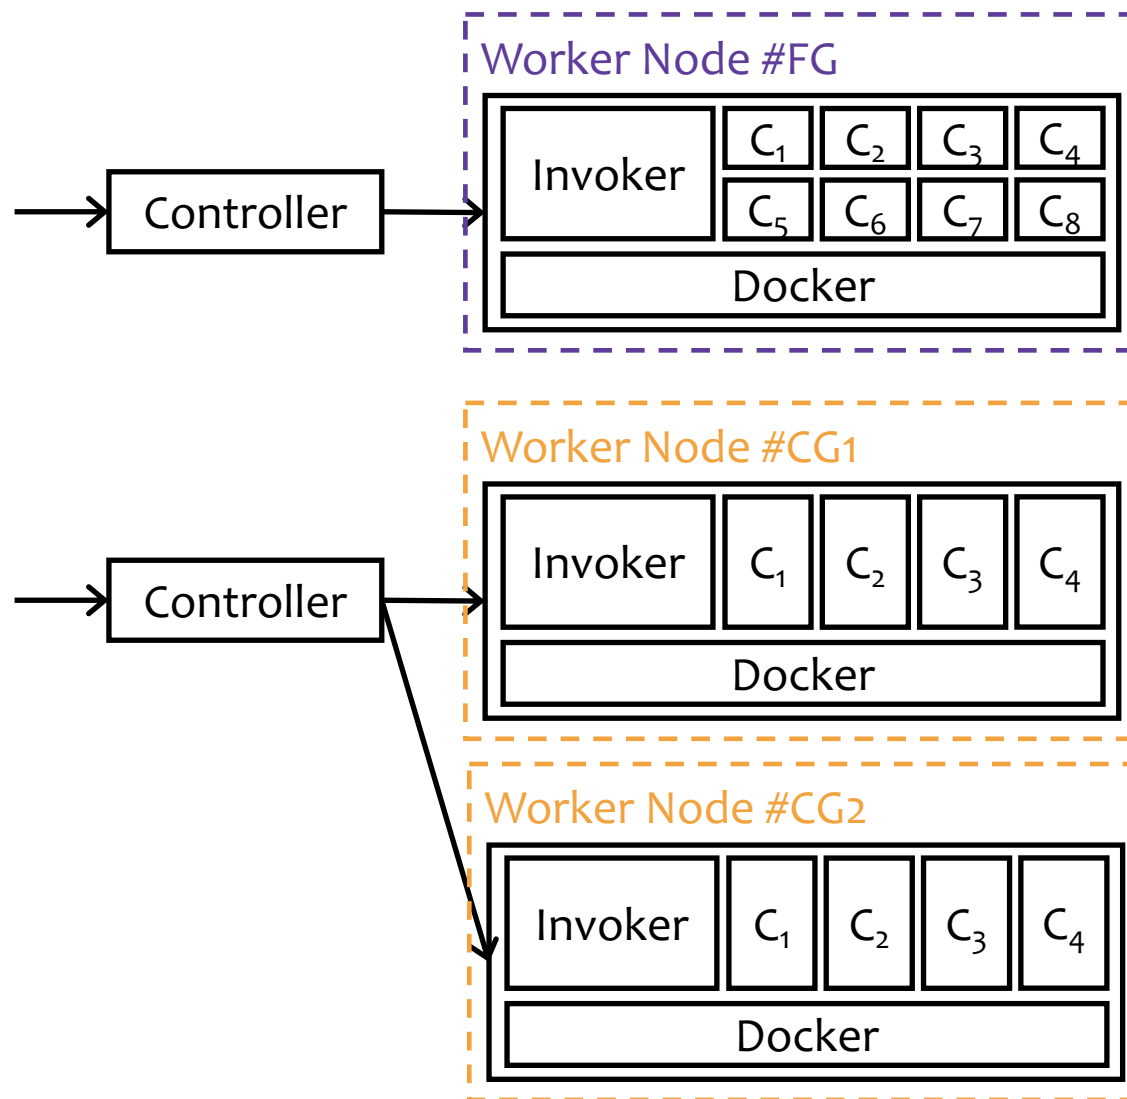 Worker Node #FG
Controller
Invoker
C₁ C₂ C₃ C₄
C₅ C₆ C₇ C₈
Docker
Worker Node #CG1
Controller
Invoker
C₁ C₂ C₃ C₄
Docker
Worker Node #CG2
Invoker
C₁ C₂ C₃ C₄
Docker